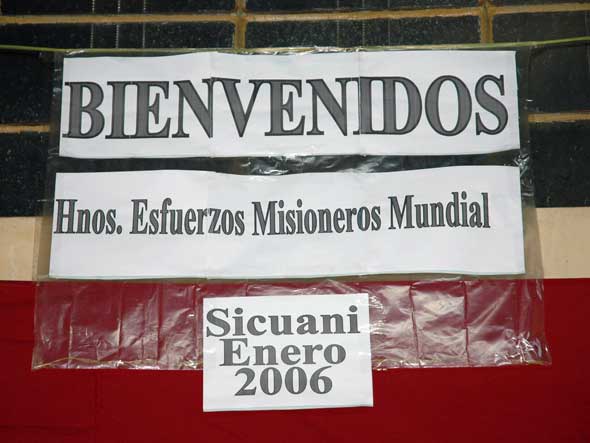 BIENVENIDOS
Hnos. Esfuerzos Misioneros Mundial
Sicuani
Enero
2006